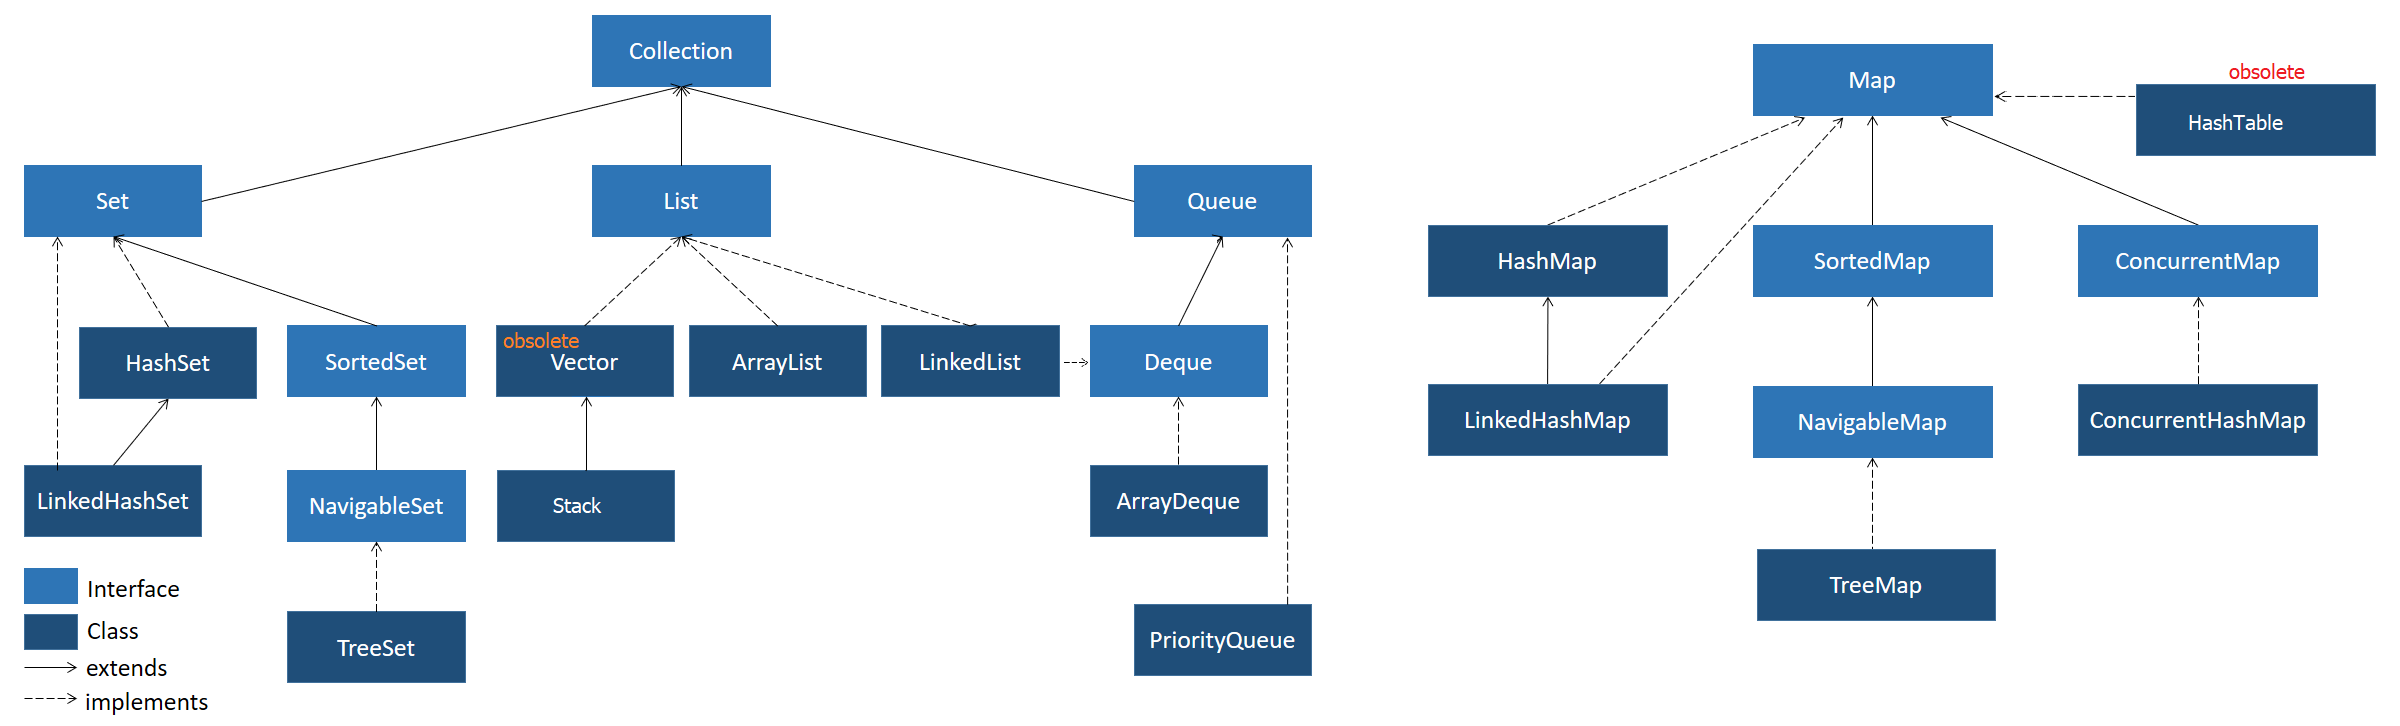 Collection
Map
obsolete
HashTable
Set
List
Queue
HashMap
SortedMap
ConcurrentMap
HashSet
SortedSet
obsolete
Vector
ArrayList
LinkedList
Deque
LinkedHashMap
NavigableMap
ConcurrentHashMap
LinkedHashSet
NavigableSet
Stack
ArrayDeque
TreeMap
Interface
Class
TreeSet
PriorityQueue
extends
implements